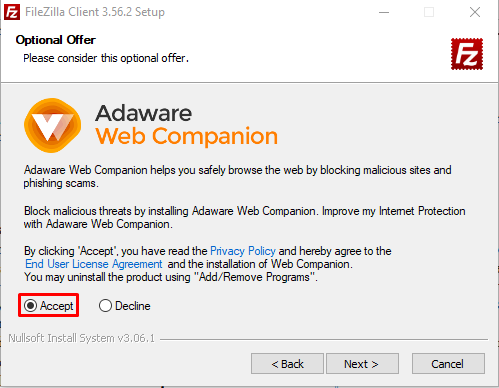 FileZilla Client 3.56.2 Setup
Optional Offer
Please consider this optional offer.
Fz
Adaware
Web Companion
Adaware Web Companion helps you safely browse the web by blocking malicious sites and
phishing scams.
Block malicious threats by installing Adaware Web Companion. Improve my Internet Protection
with Adaware Web Companion.
By clicking 'Accept', you have read the Privacy Policy and hereby agree to the
End User License Agreement and the installation of Web Companion.
You may uninstall the product using "Add/Remove Programs".
Accept Decline
Nullsoft Install System v3.06.1
< Back Next > Cancel